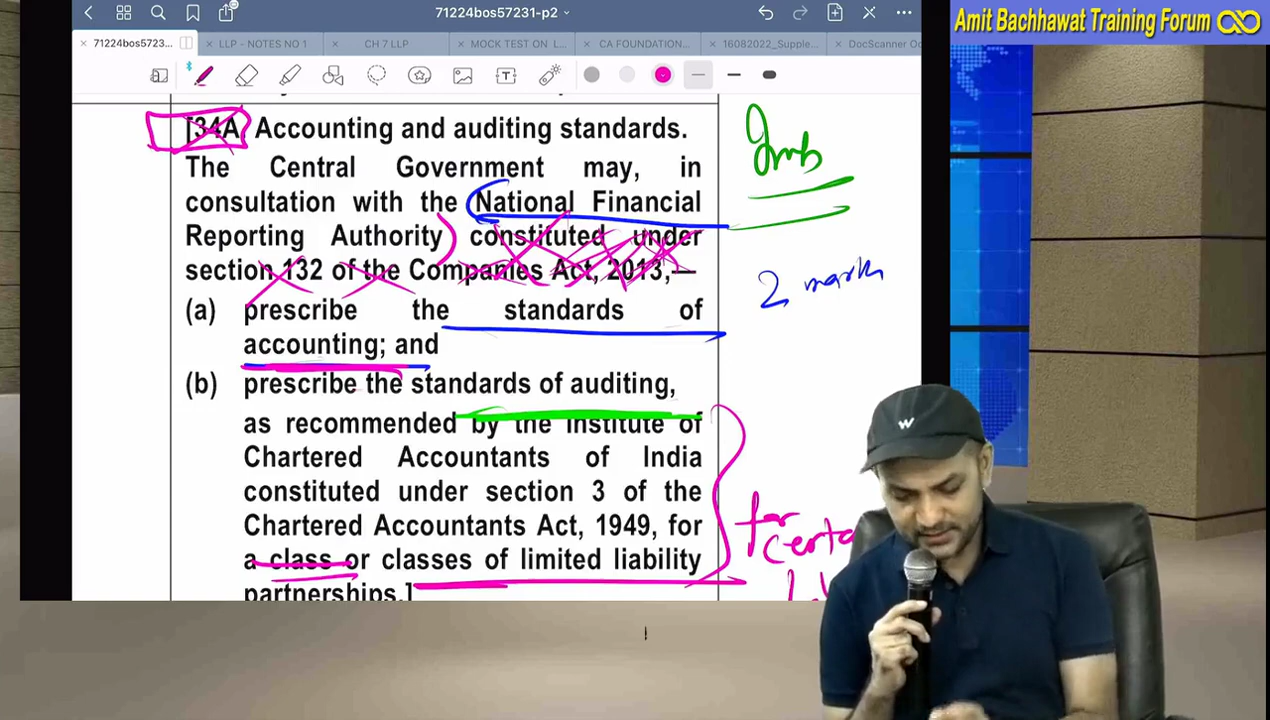 71224bos57231-p2
Amit Bachhawat Training Forum
71224bos5723...
LLP - NOTES NO 1
CH 7 LLP
MOCK TEST ON L...
CA FOUNDATION...
16082022_Supple...
DocScanner Oc
T
[34A Accounting and auditing standards.
The Central Government may, in
consultation with the National Financial
Reporting Authority constituted under
section 132 of the Companies Act, 2013,—
(a) prescribe the standards of
accounting; and
(b) prescribe the standards of auditing,
as recommended by the Institute of
Chartered Accountants of India
constituted under section 3 of the
Chartered Accountants Act, 1949, for
a class or classes of limited liability
partnerships.]
Imp
2 marks
for
certa
W